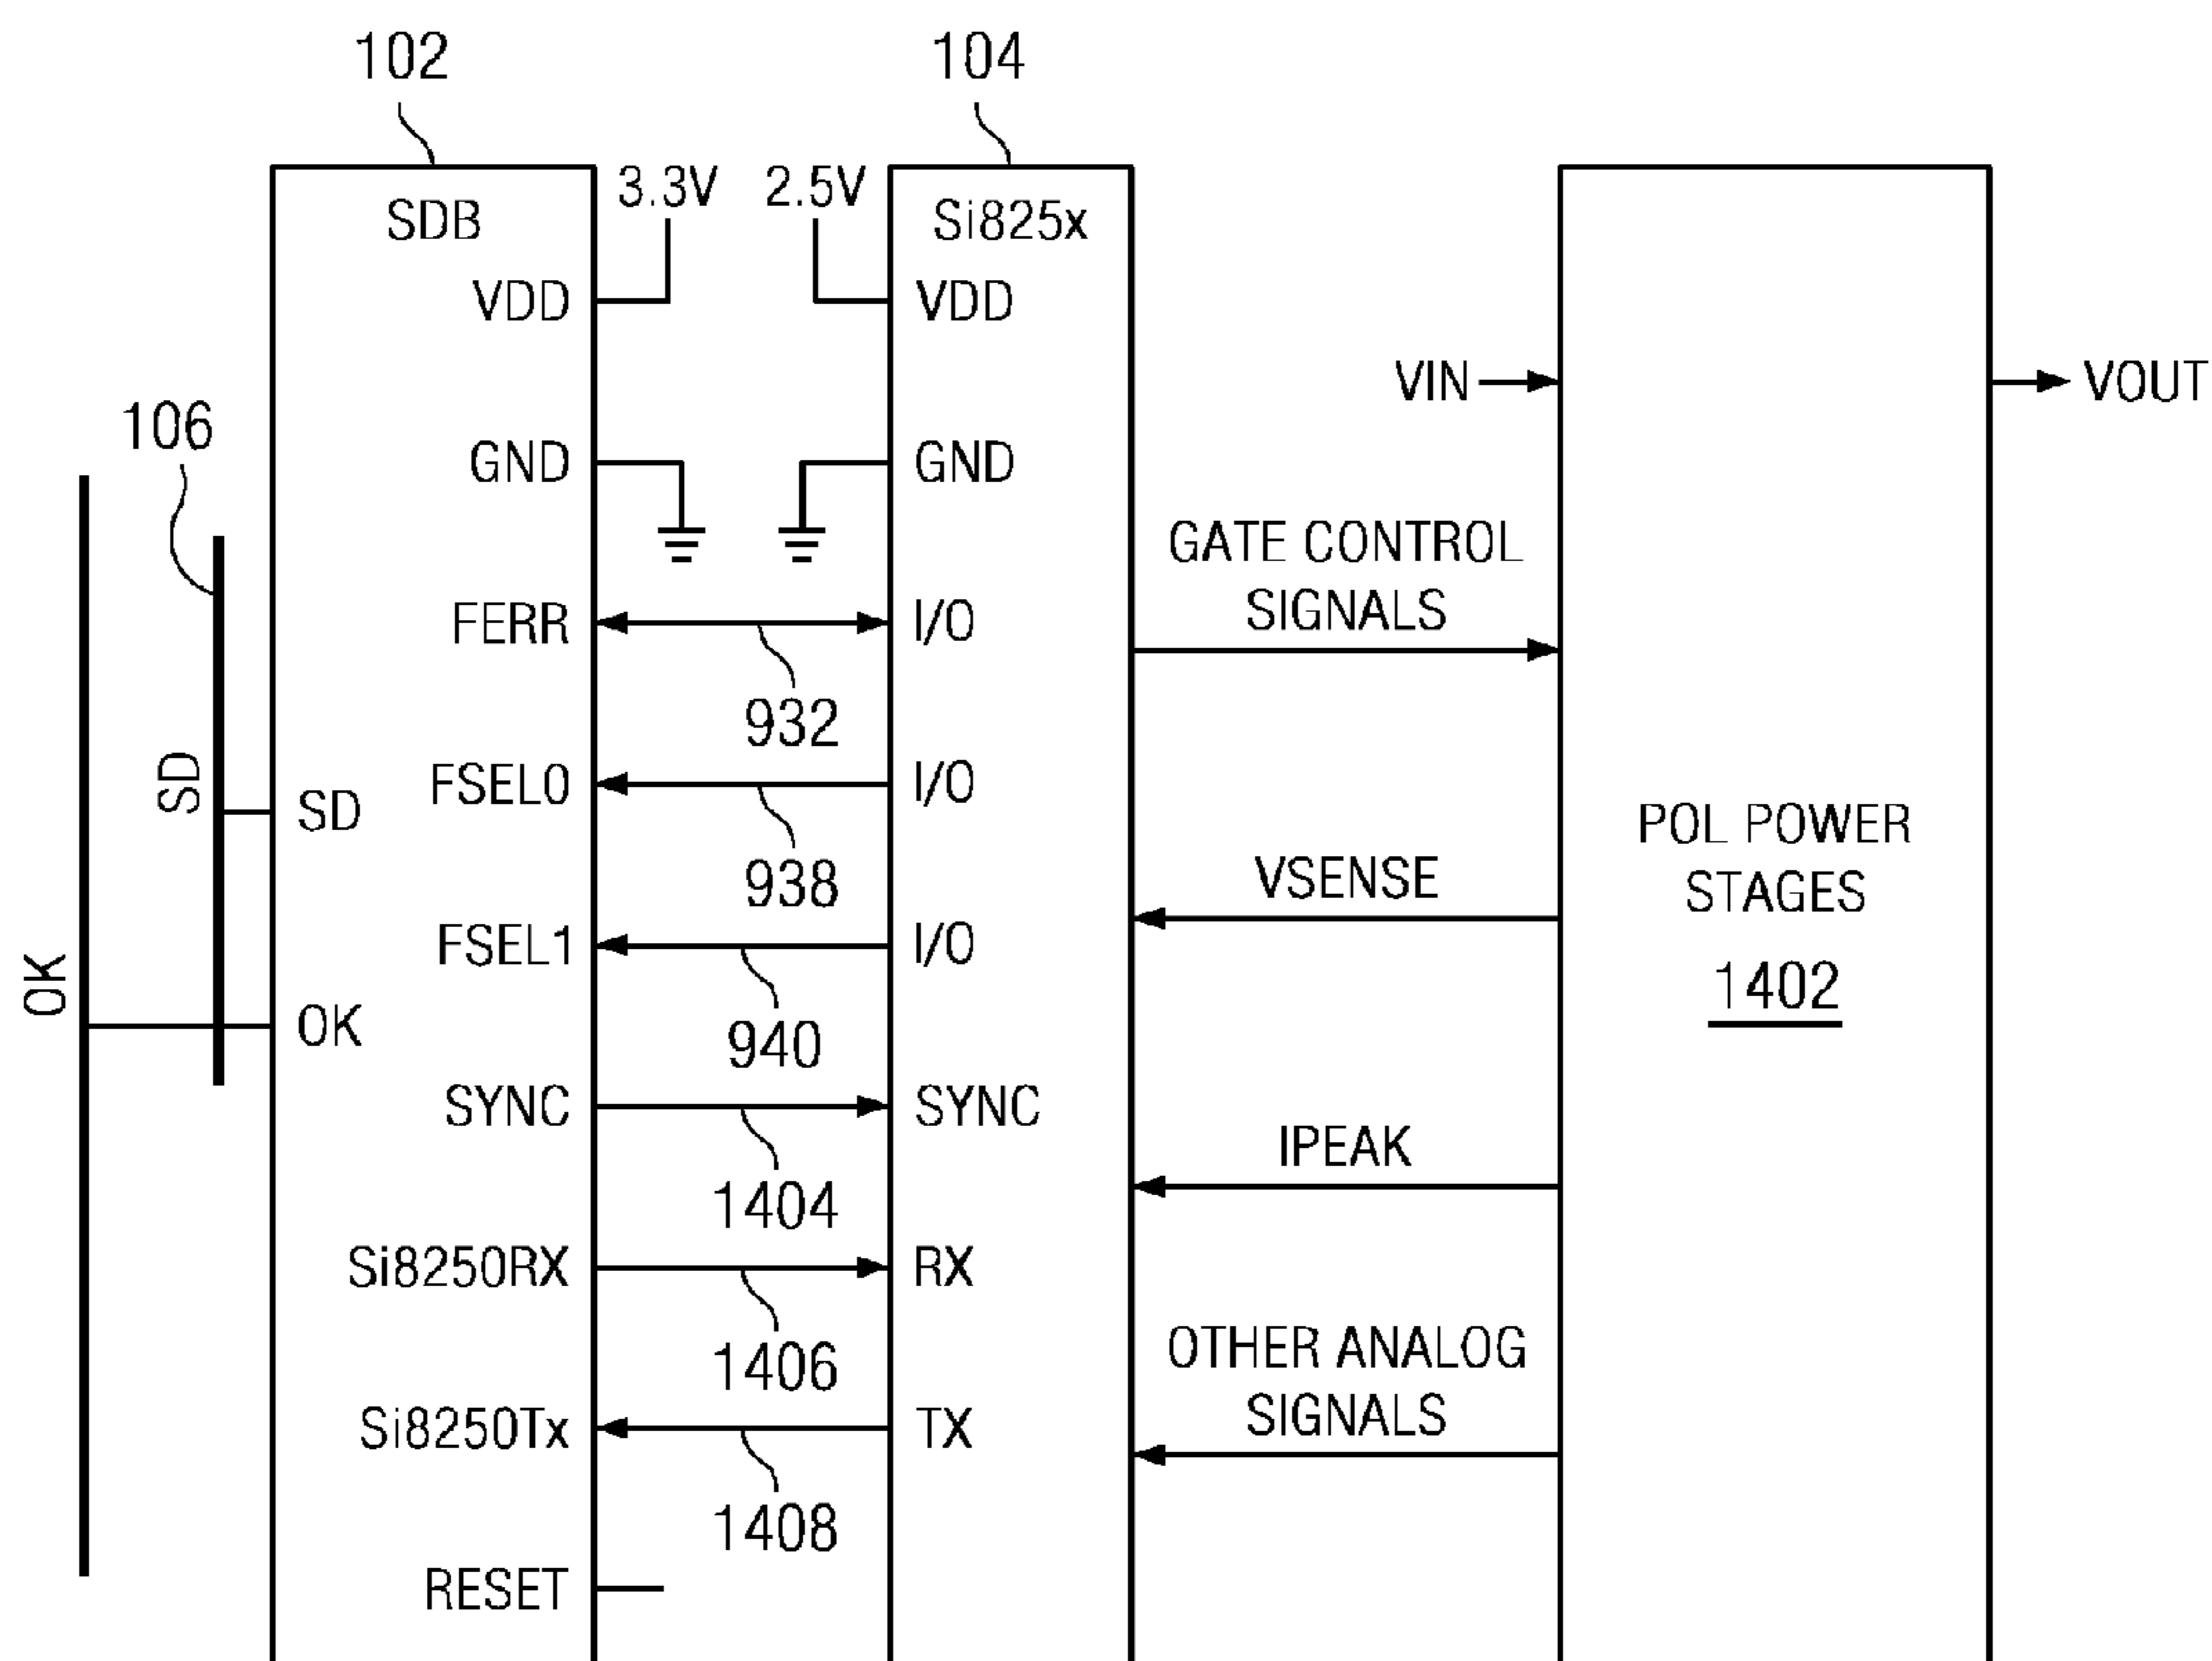 102
104
SDB
3.3V
2.5V
Si825x
VDD
VDD
VIN
VOUT
106
GND
GND
GATE CONTROL
SIGNALS
FERR
I/O
932
SD
SD
FSEL0
I/O
938
VSENSE
POL POWER
STAGES
1402
OK
OK
FSEL1
I/O
940
SYNC
SYNC
1404
IPEAK
Si8250RX
RX
1406
OTHER ANALOG
SIGNALS
Si8250Tx
TX
1408
RESET